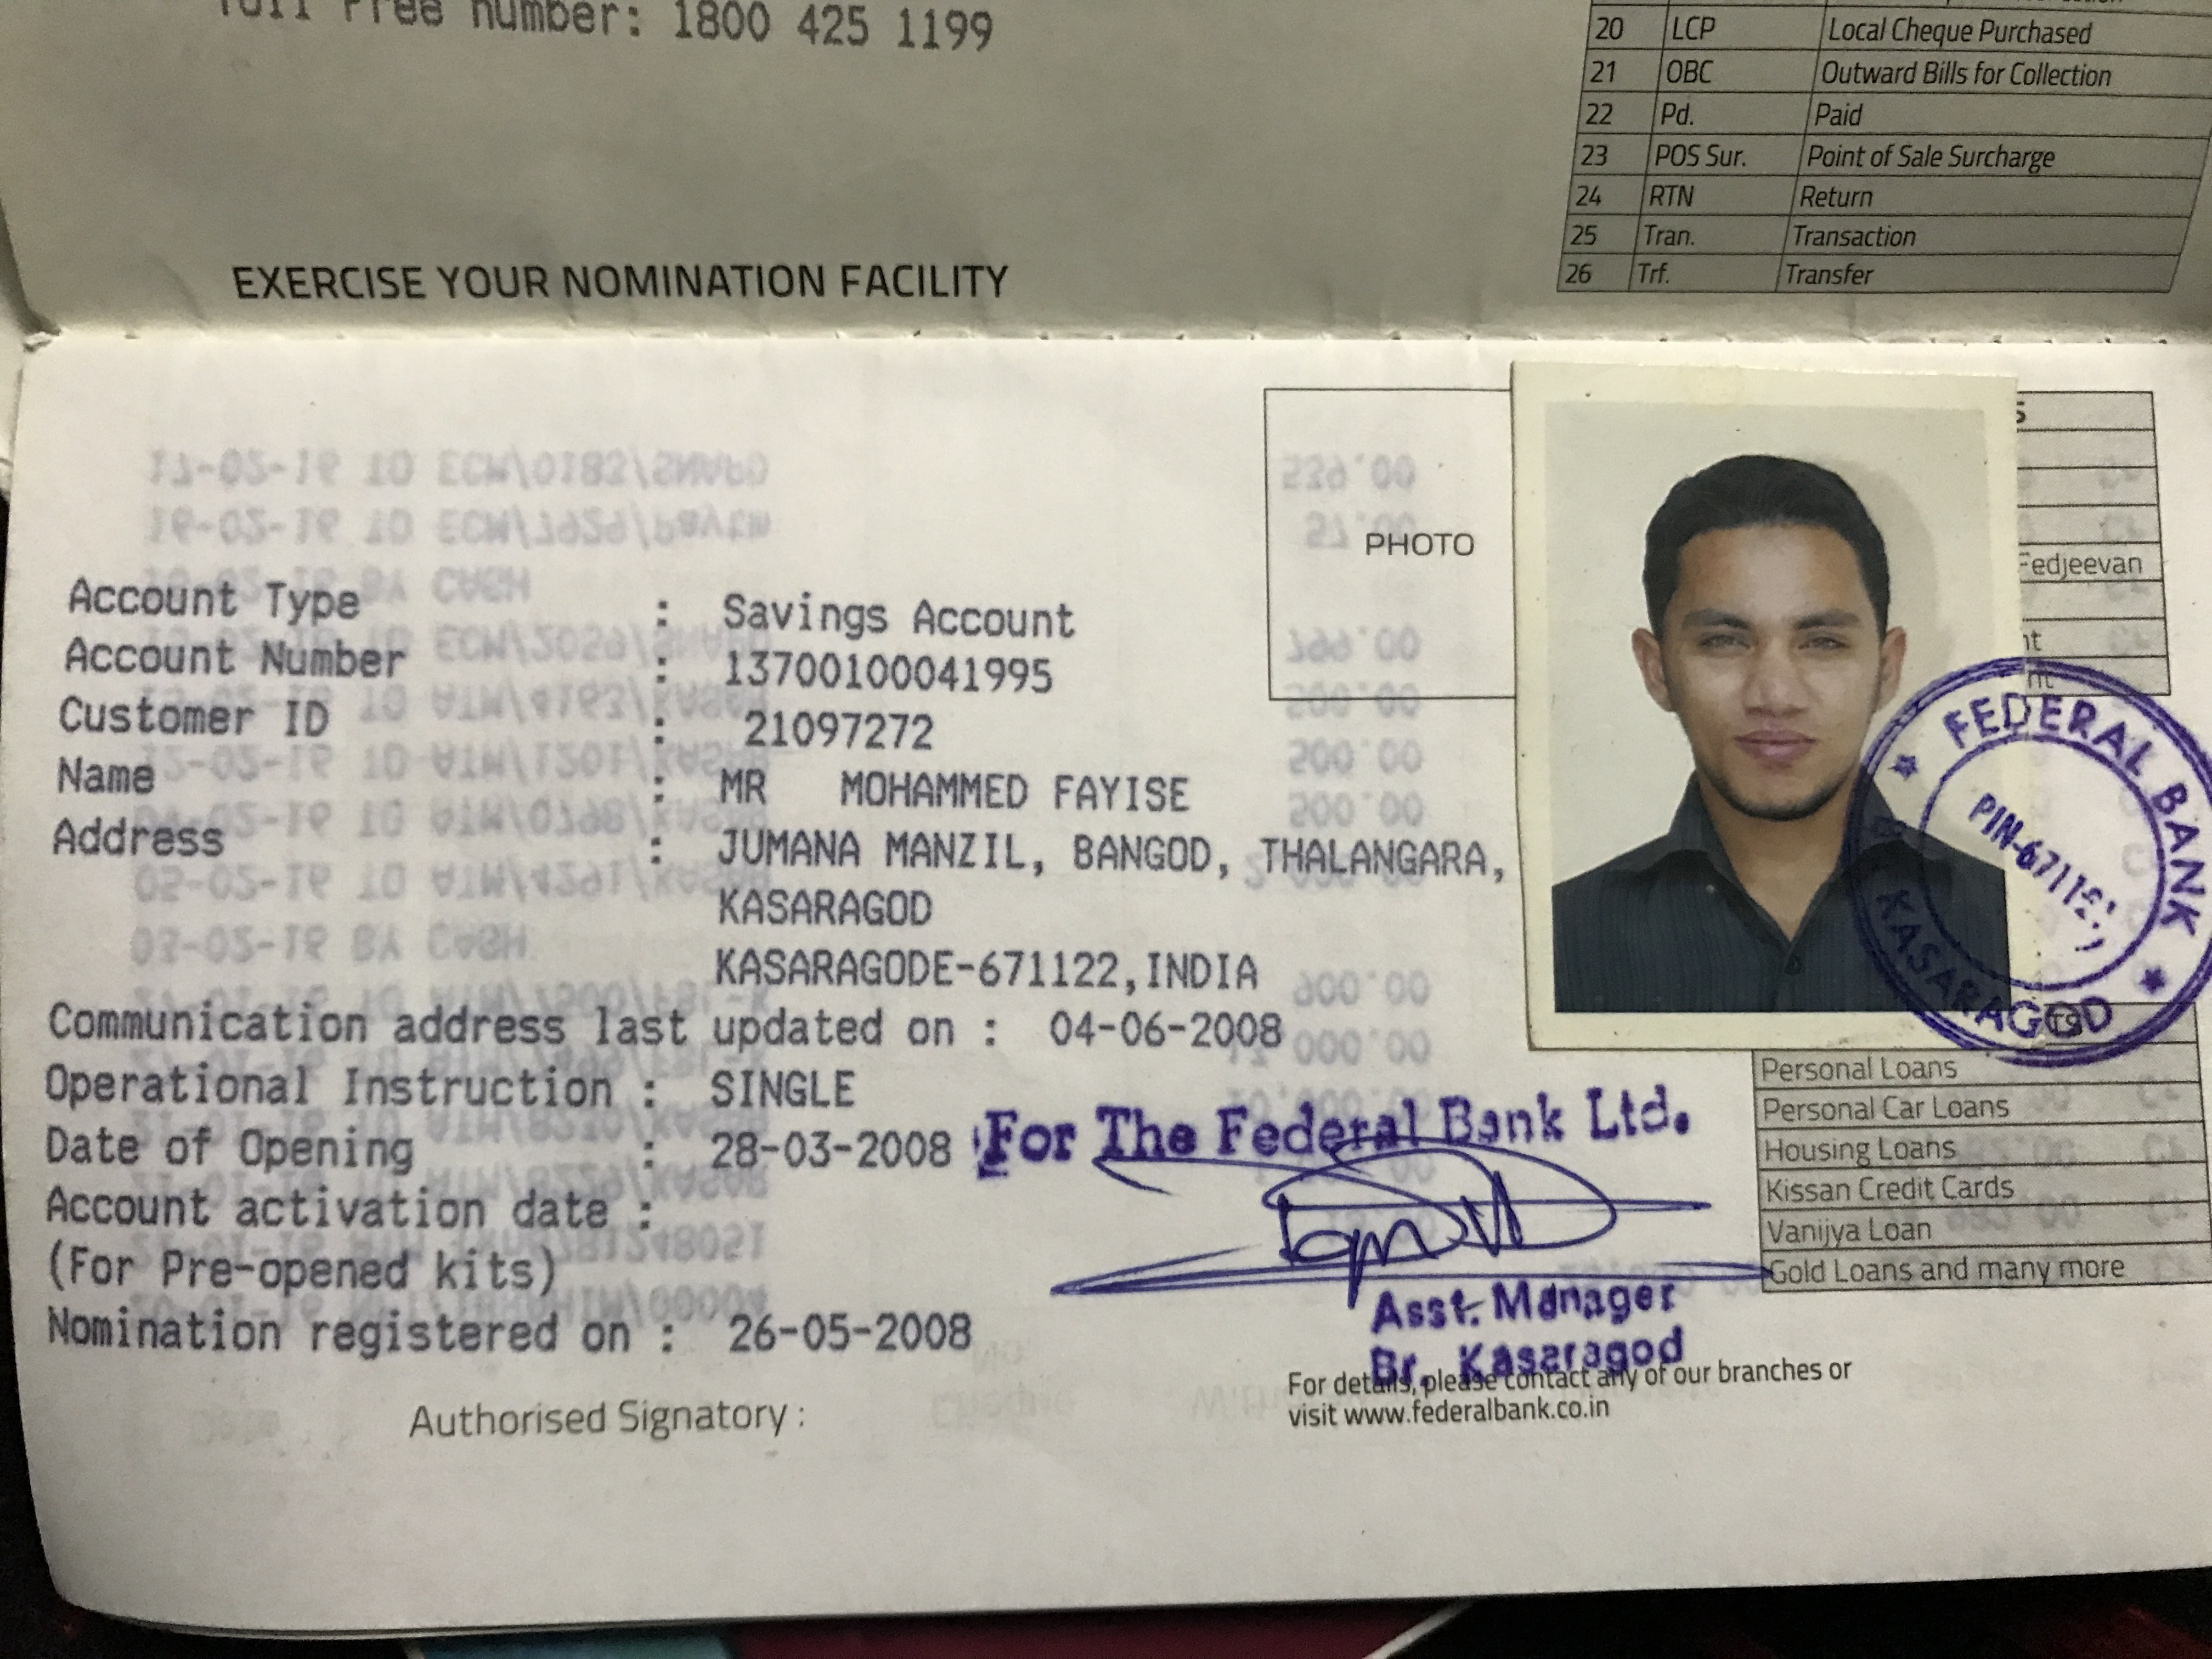 Toll Free number: 1800 425 1199
EXERCISE YOUR NOMINATION FACILITY
20 LCP Local Cheque Purchased
21 OBC Outward Bills for Collection
22 Pd. Paid
23 POS Sur. Point of Sale Surcharge
24 RTN Return
25 Tran. Transaction
26 Trf. Transfer
PHOTO
Account Type : Savings Account
Account Number : 13700100041995
Customer ID : 21097272
Name : MR MOHAMMED FAYISE
Address : JUMANA MANZIL, BANGOD, THALANGARA,
KASARAGOD
KASARAGODE-671122,INDIA
Communication address last updated on : 04-06-2008
Operational Instruction : SINGLE
Date of Opening : 28-03-2008
Account activation date :
(For Pre-opened kits)
Nomination registered on : 26-05-2008
Authorised Signatory :
For The Federal Bank Ltd.
Asst. Manager
Br. Kasaragod
For details, please contact any of our branches or
visit www.federalbank.co.in
Fedjeevan
Personal Loans
Personal Car Loans
Housing Loans
Kissan Credit Cards
Vanijya Loan
Gold Loans and many more
FEDERAL BANK
KASARAGOD